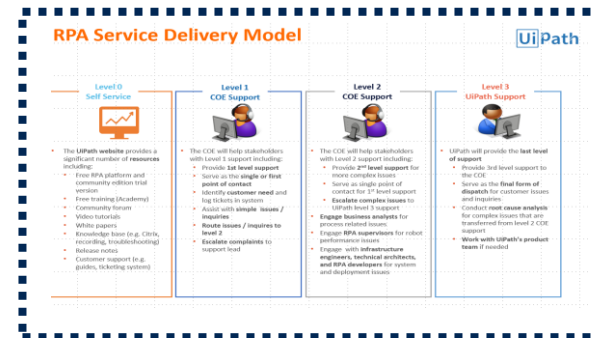 RPA Service Delivery Model
UiPath
Level 0
Self Service
• The UiPath website provides a
significant number of resources
including:
• Free RPA platform and
community edition trial
version
• Free training (Academy)
• Community forum
• Video tutorials
• White papers
• Knowledge base (e.g. Citrix,
recording, troubleshooting)
• Release notes
• Customer support (e.g.
guides, ticketing system)
Level 1
COE Support
• The COE will help stakeholders
with Level 1 support including:
• Provide 1st level support
• Serve as the single or first
point of contact
• Identify customer need and
log tickets in system
• Assist with simple issues /
inquiries
• Route issues / inquires to
level 2
• Escalate complaints to
support lead
Level 2
COE Support
• The COE will help stakeholders
with Level 2 support including:
• Provide 2nd level support for
more complex issues
• Serve as single point of
contact for 1st level support
• Escalate complex issues to
UiPath level 3 support
• Engage business analysts for
process related issues
• Engage RPA supervisors for robot
performance issues
• Engage with infrastructure
engineers, technical architects,
and RPA developers for system
and deployment issues
Level 3
UiPath Support
• UiPath will provide the last level
of support
• Provide 3rd level support to
the COE
• Serve as the final form of
dispatch for customer issues
and inquiries
• Conduct root cause analysis
for complex issues that are
transferred from level 2 COE
support
• Work with UiPath's product
team if needed